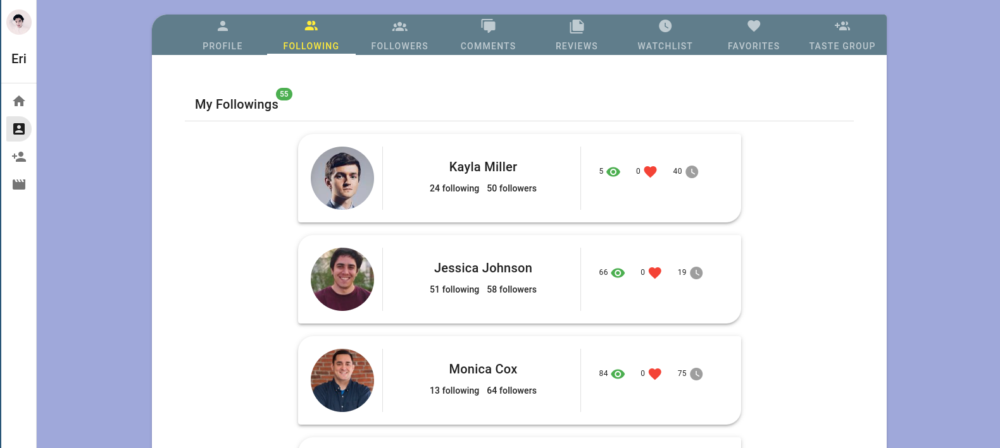 Eri
PROFILE FOLLOWING FOLLOWERS COMMENTS REVIEWS WATCHLIST FAVORITES TASTE GROUP
My Followings 55
Kayla Miller
24 following 50 followers
5 0 40
Jessica Johnson
51 following 58 followers
66 0 19
Monica Cox
13 following 64 followers
84 0 75